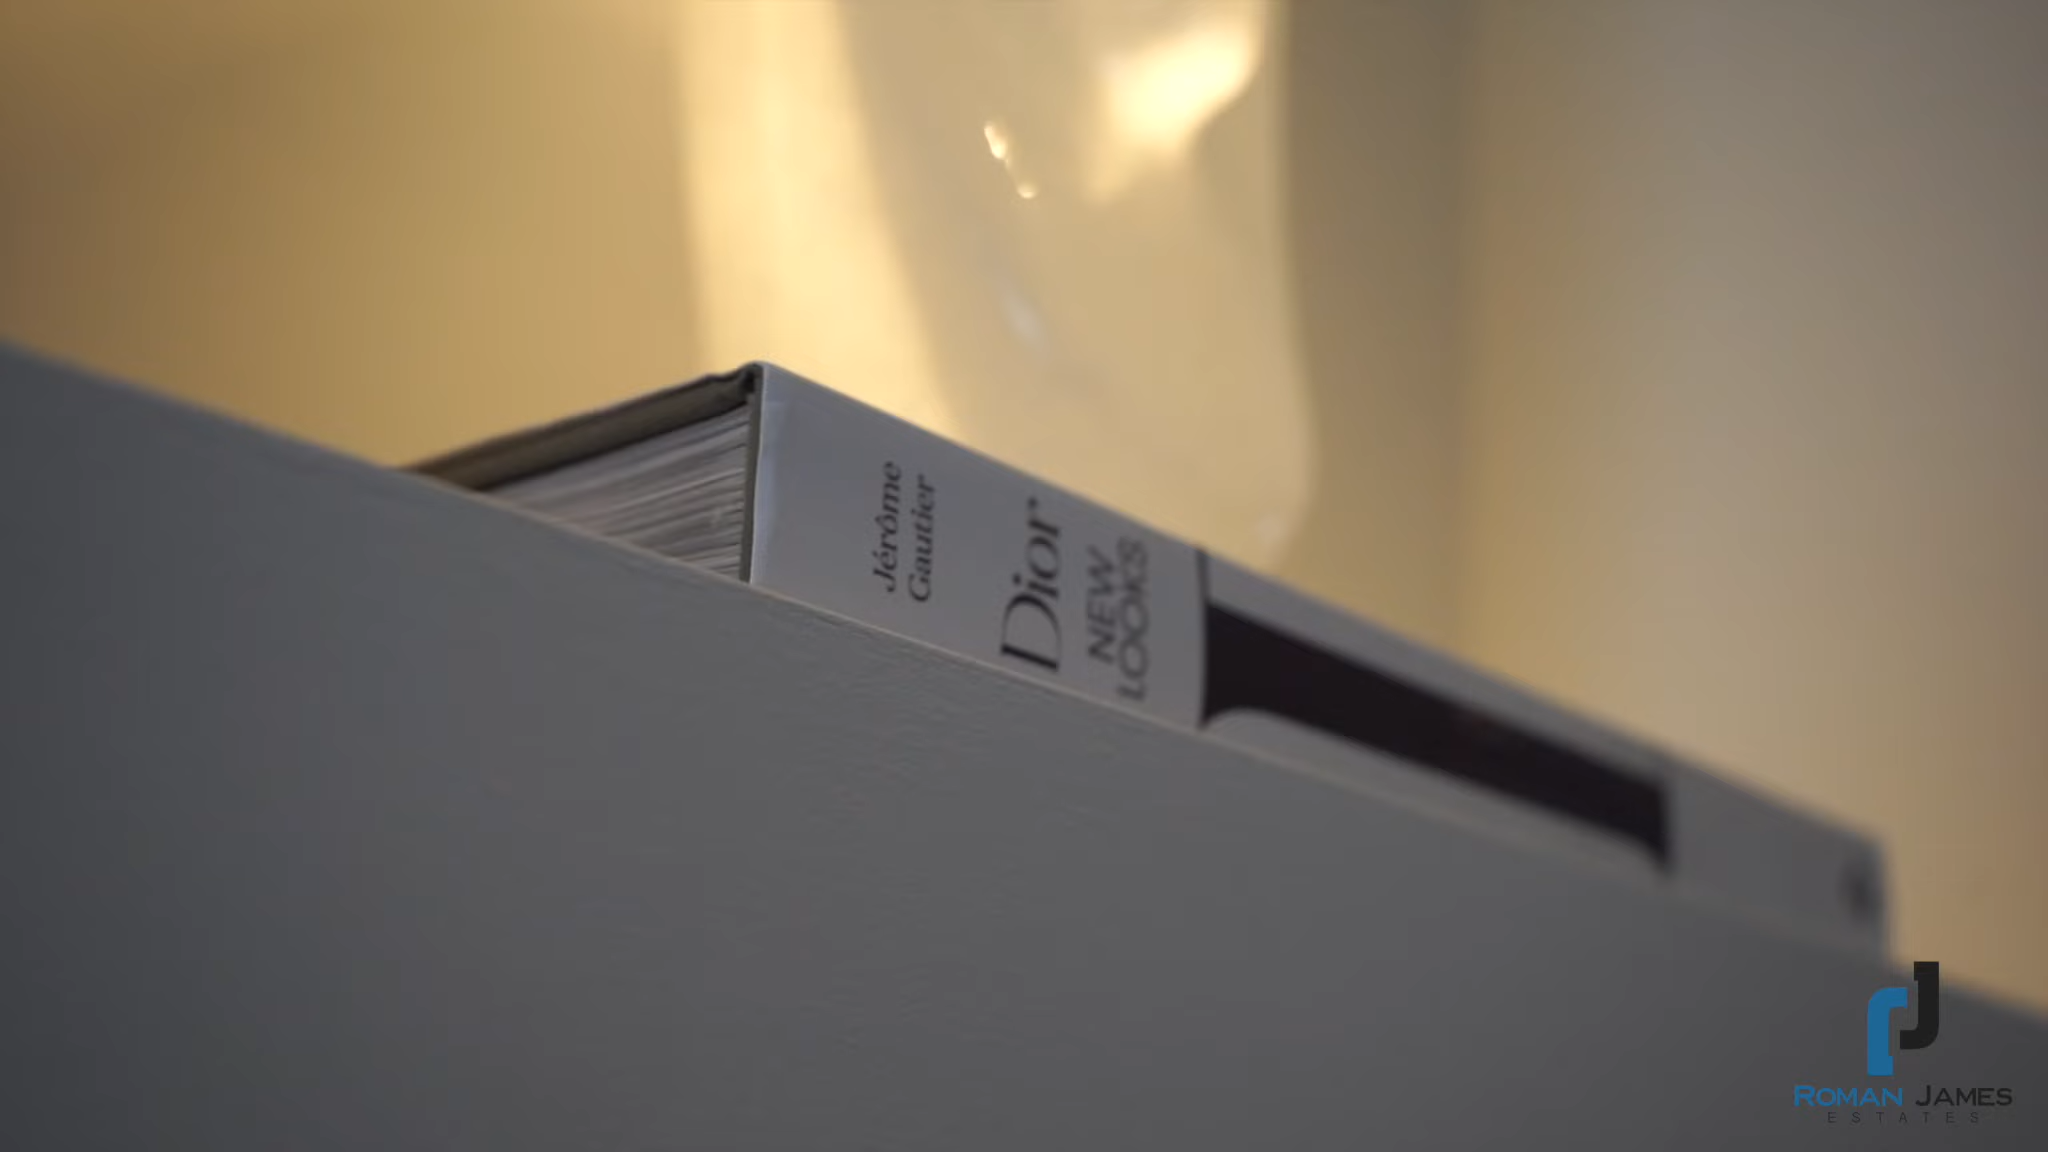 Jérôme
Gautier
Dior
NEW
LOOKS
ROMAN JAMES
ESTATES